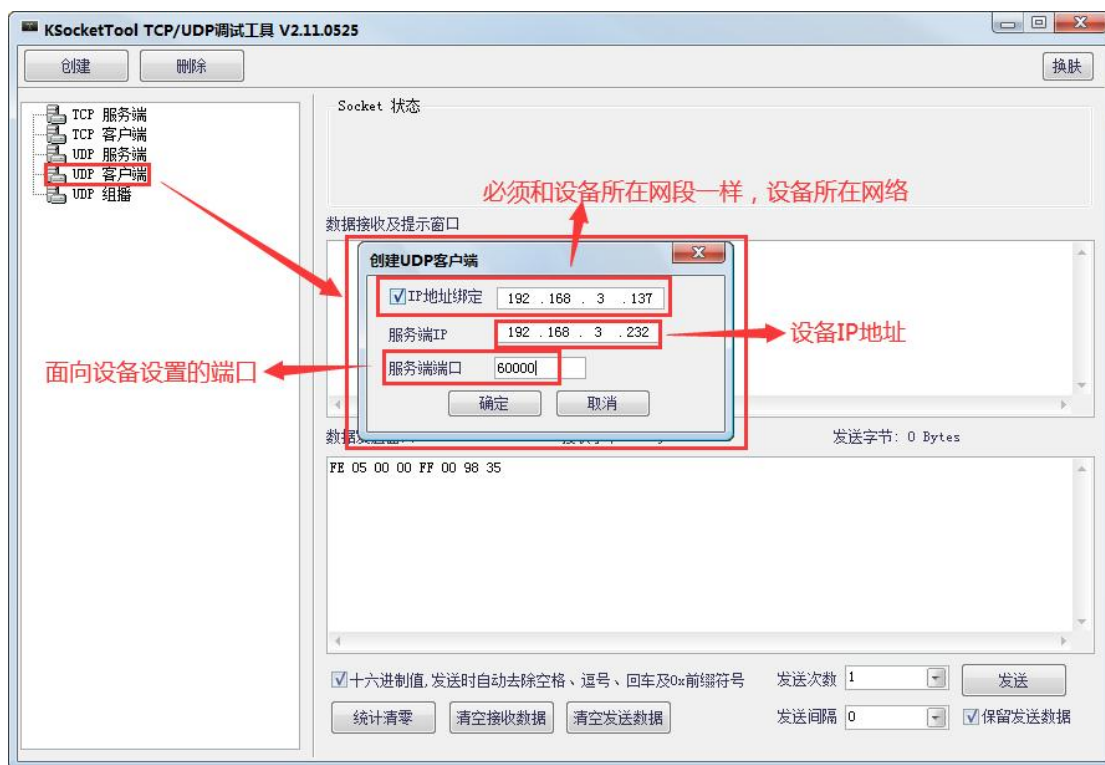 KSocketTool TCP/UDP调试工具 V2.11.0525
创建 删除 换肤
TCP 服务端
TCP 客户端
UDP 服务端
UDP 客户端
UDP 组播
Socket 状态
必须和设备所在网段一样，设备所在网络
数据接收及提示窗口
创建UDP客户端
IP地址绑定 192 .168 . 3 .137
服务端IP 192 .168 . 3 .232
设备IP地址
面向设备设置的端口
服务端端口 60000
确定 取消
发送字节: 0 Bytes
FE 05 00 00 FF 00 98 35
十六进制值,发送时自动去除空格、逗号、回车及0x前缀符号 发送次数 1 发送
统计清零 清空接收数据 清空发送数据 发送间隔 0 保留发送数据